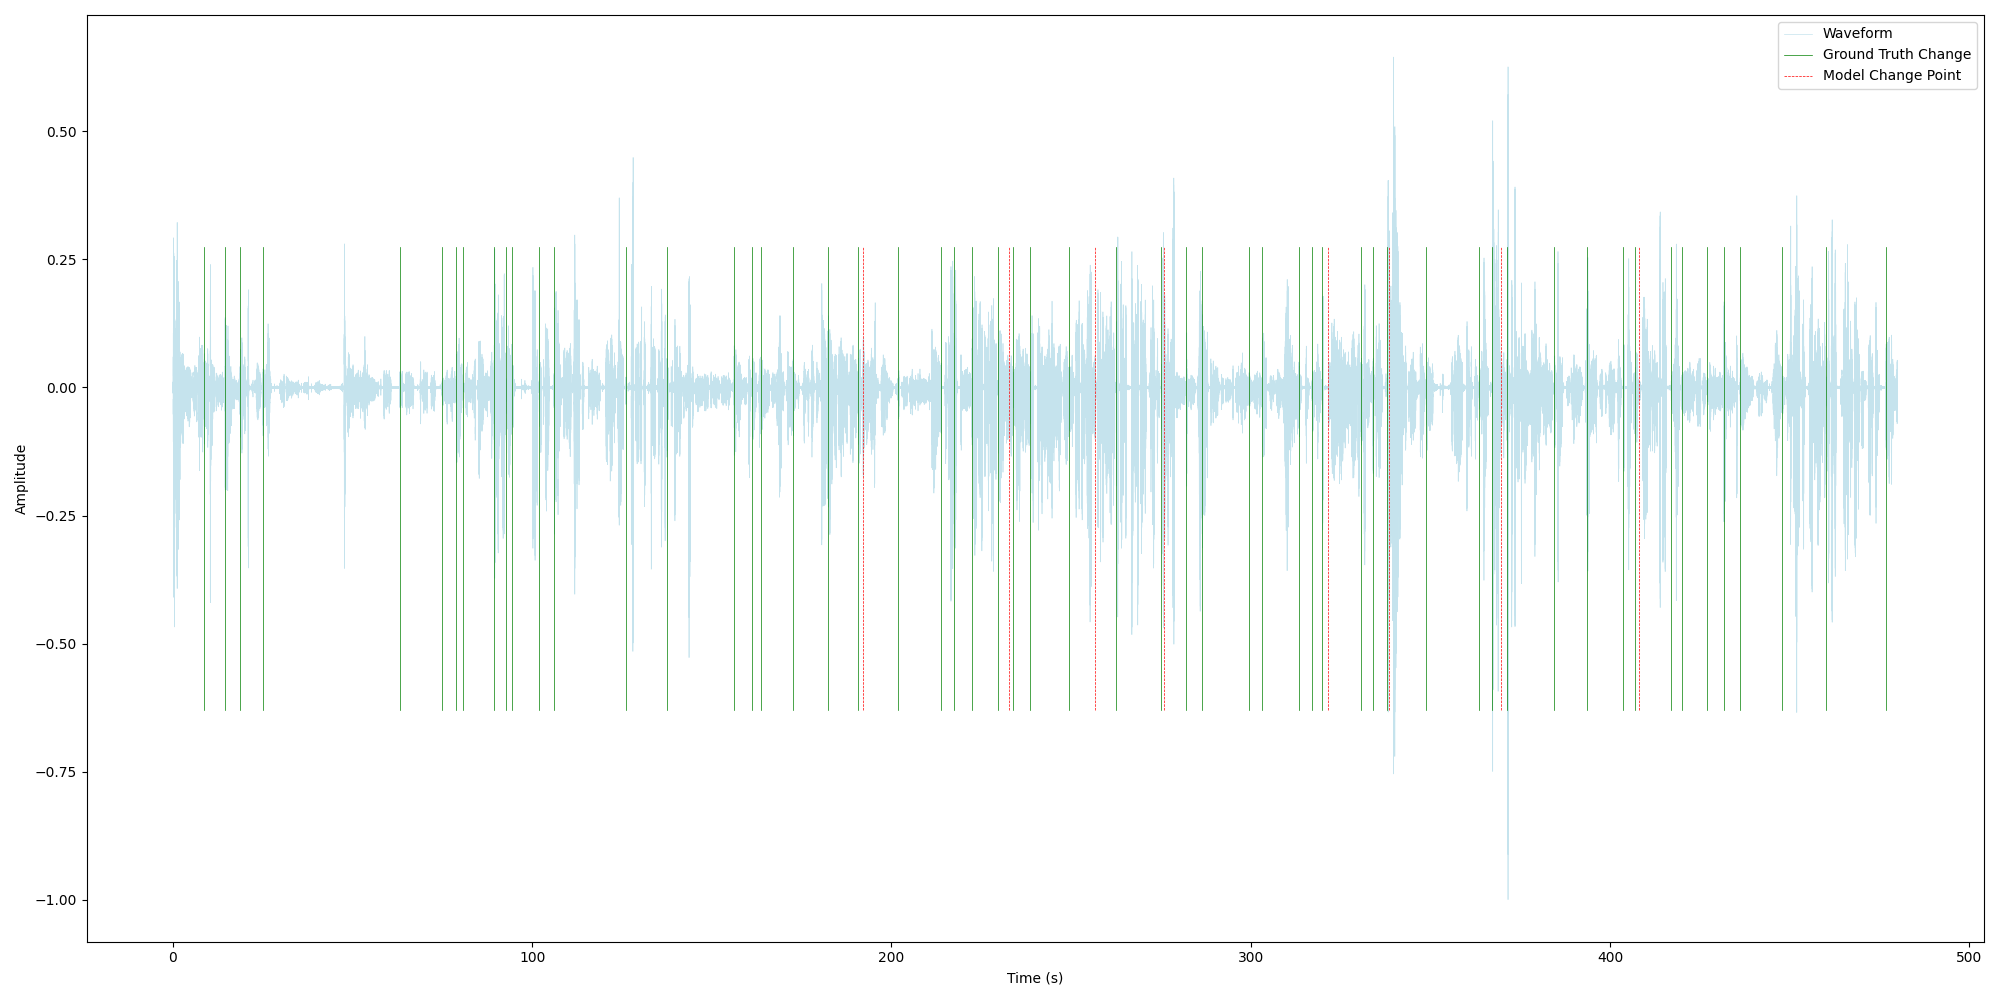 Waveform
Ground Truth Change
Model Change Point
0.50
0.25
0.00
−0.25
−0.50
−0.75
−1.00
Amplitude
0
100
200
300
400
500
Time (s)